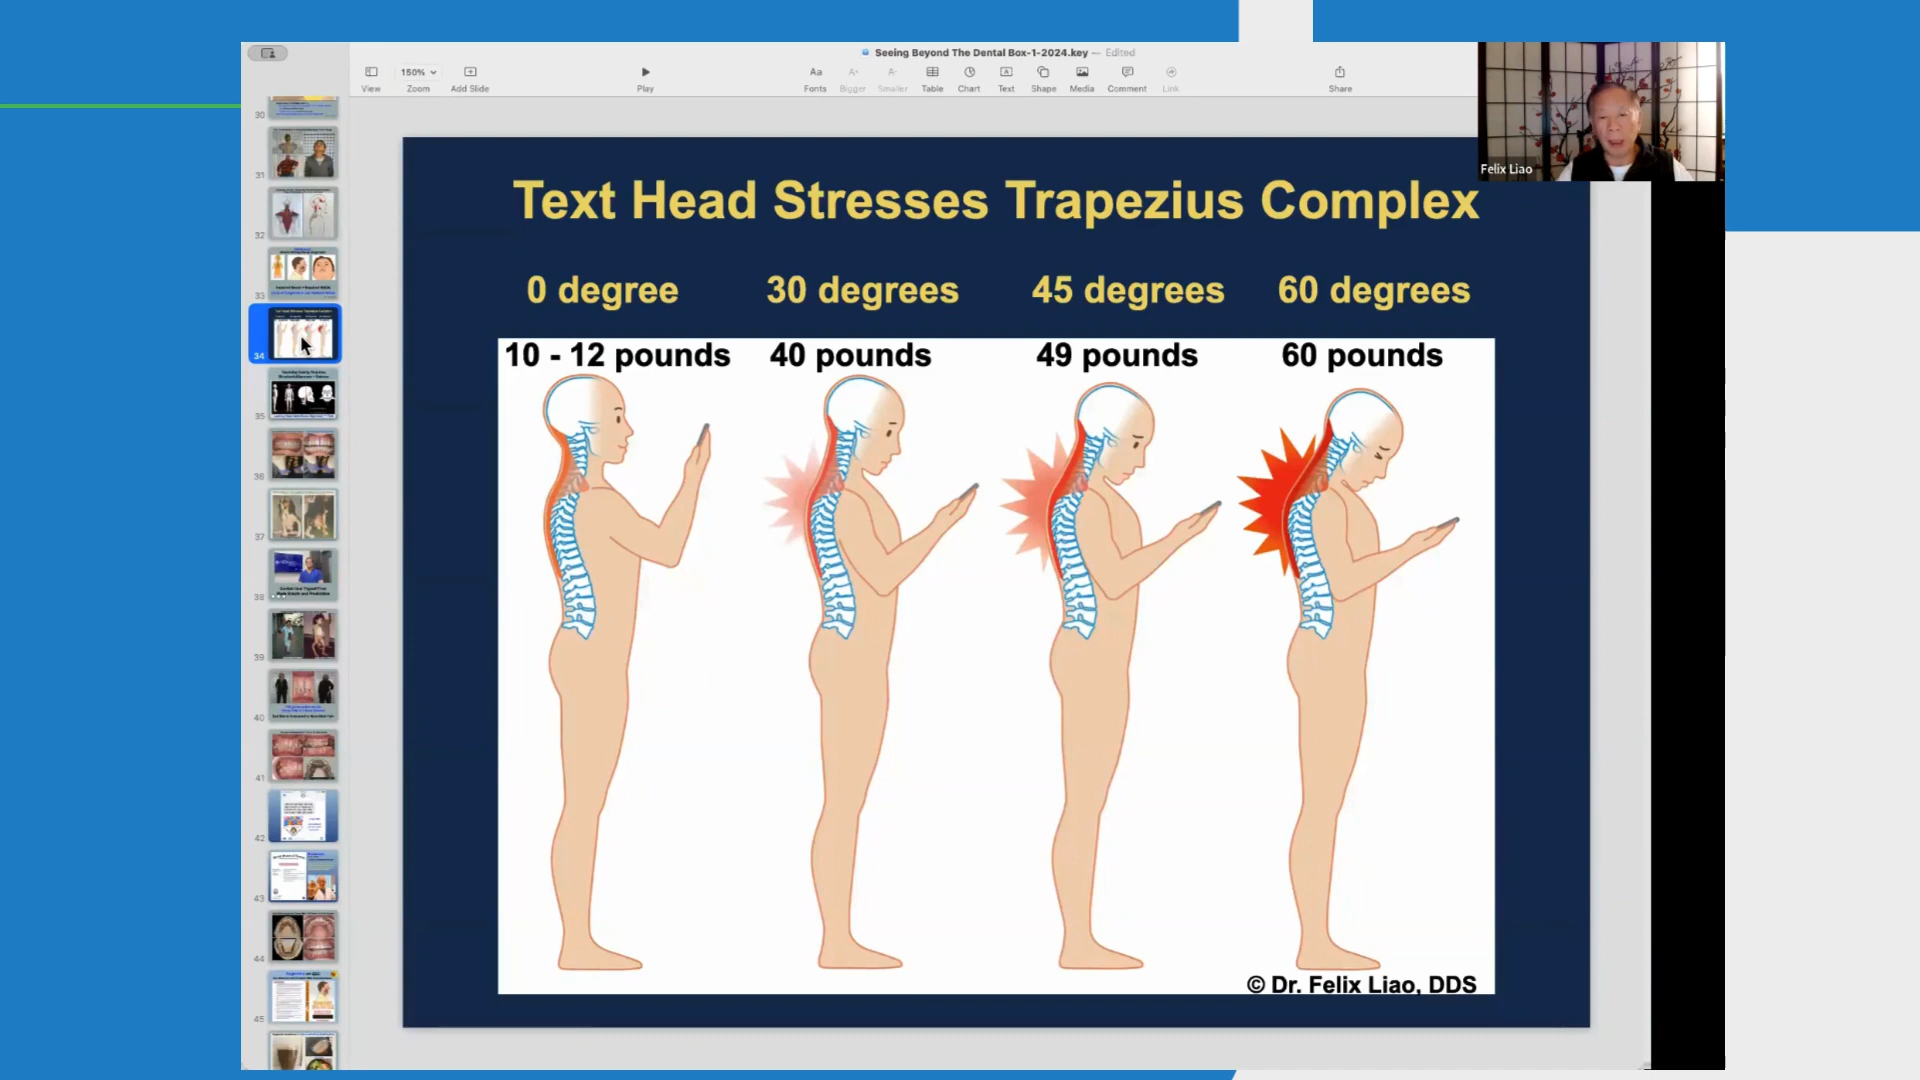 Seeing Beyond The Dental Box-1-2024.key — Edited
150%
View
Zoom
Add Slide
Play
Aa
Fonts
Bigger
Smaller
Table
Chart
Text
Shape
Media
Comment
Link
Share
Felix Liao
Text Head Stresses Trapezius Complex
0 degree 30 degrees 45 degrees 60 degrees
10 - 12 pounds 40 pounds 49 pounds 60 pounds
© Dr. Felix Liao, DDS
30
31
32
33
34
35
36
37
38
39
40
41
42
43
44
45